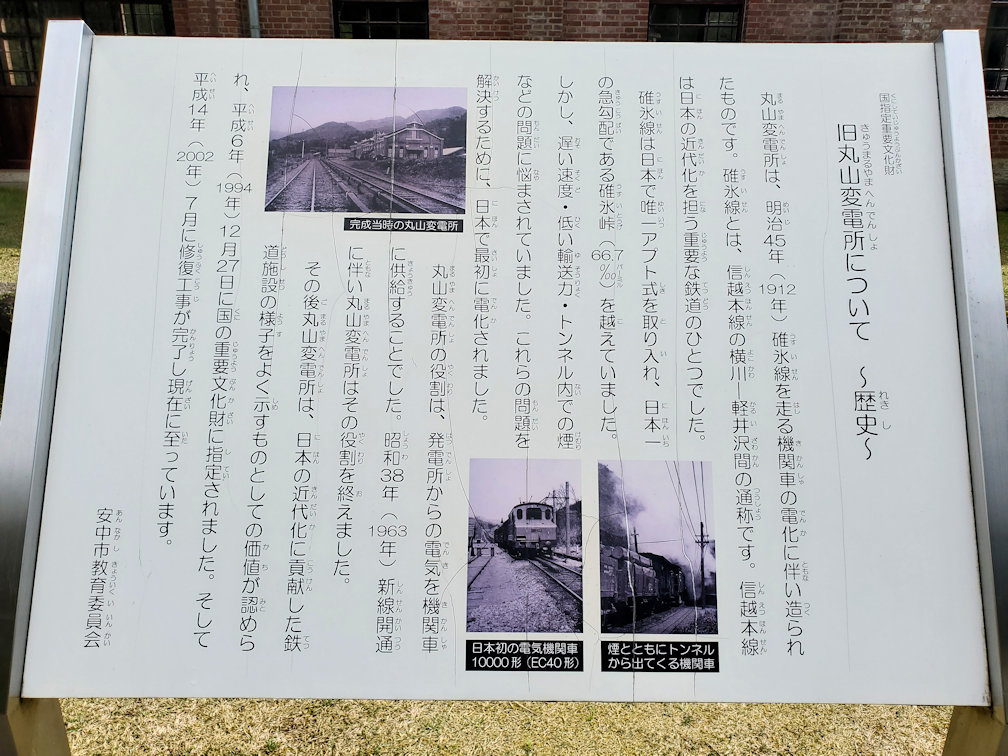 国指定重要文化財
旧丸山変電所について　～歴史～
丸山変電所は、明治45年（1912年）碓氷線を走る機関車の電化に伴い造られ
たものです。碓氷線とは、信越本線の横川―軽井沢間の通称です。信越本線
は日本の近代化を担う重要な鉄道のひとつでした。
碓氷線は日本で唯一アプト式を取り入れ、日本一
の急勾配である碓氷峠（66.7‰）を越えていました。
しかし、遅い速度・低い輸送力・トンネル内での煙
などの問題に悩まされていました。これらの問題を
解決するために、日本で最初に電化されました。
丸山変電所の役割は、発電所からの電気を機関車
に供給することでした。昭和38年（1963年）新線開通
に伴い丸山変電所はその役割を終えました。
その後丸山変電所は、日本の近代化に貢献した鉄
道施設の様子をよく示すものとしての価値が認めら
れ、平成6年（1994年）12月27日に国の重要文化財に指定されました。そして
平成14年（2002年）7月に修復工事が完了し現在に至っています。
安中市教育委員会
完成当時の丸山変電所
煙とともにトンネル
から出てくる機関車
日本初の電気機関車
10000形（EC40形）